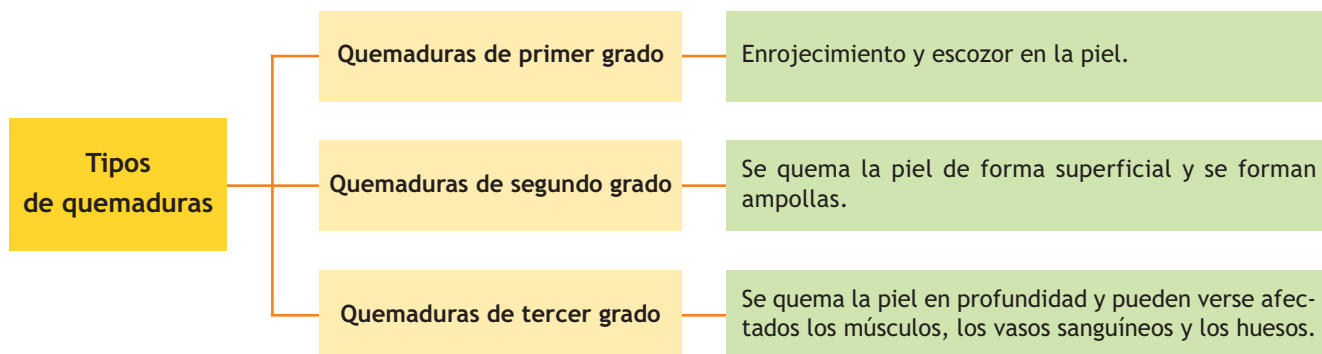 Tipos
de quemaduras
Quemaduras de primer grado
Enrojecimiento y escozor en la piel.
Quemaduras de segundo grado
Se quema la piel de forma superficial y se forman
ampollas.
Quemaduras de tercer grado
Se quema la piel en profundidad y pueden verse afec-
tados los músculos, los vasos sanguíneos y los huesos.